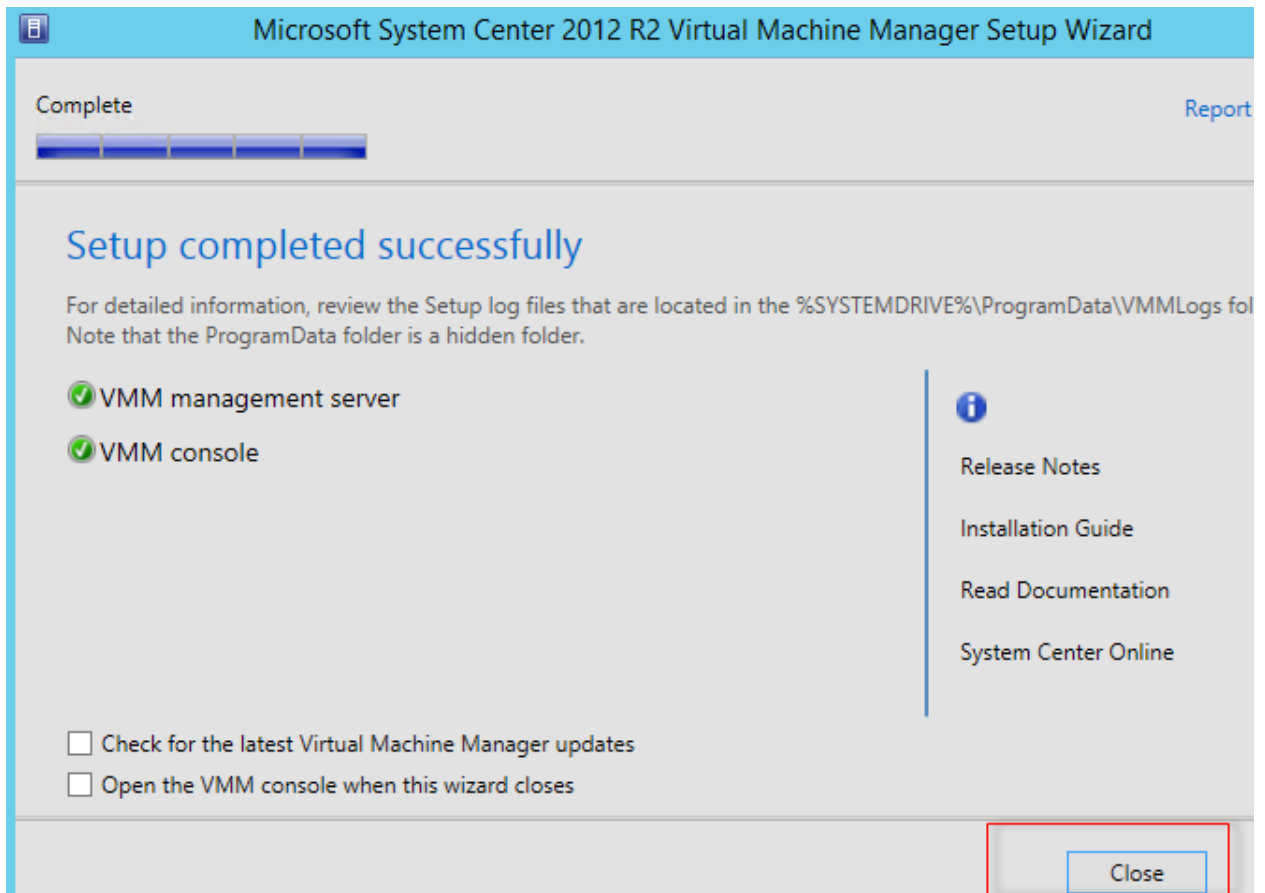 Microsoft System Center 2012 R2 Virtual Machine Manager Setup Wizard
Complete
Report
Setup completed successfully
For detailed information, review the Setup log files that are located in the %SYSTEMDRIVE%\ProgramData\VMMLogs fol
Note that the ProgramData folder is a hidden folder.
VMM management server
VMM console
Release Notes
Installation Guide
Read Documentation
System Center Online
Check for the latest Virtual Machine Manager updates
Open the VMM console when this wizard closes
Close